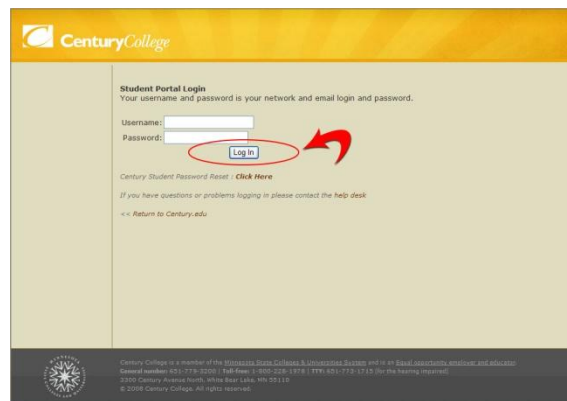 CenturyCollege
Student Portal Login
Your username and password is your network and email login and password.
Username:
Password:
Log In
Century Student Password Reset : Click Here
If you have questions or problems logging in please contact the help desk
<< Return to Century.edu
Century College is a member of the Minnesota State Colleges & Universities System and is an Equal opportunity employer and educator.
General number: 651-779-3200 | Toll-free: 1-800-228-1978 | TTY: 651-773-1715 (for the hearing impaired)
3300 Century Avenue North, White Bear Lake, MN 55110
© 2008 Century College. All rights reserved.